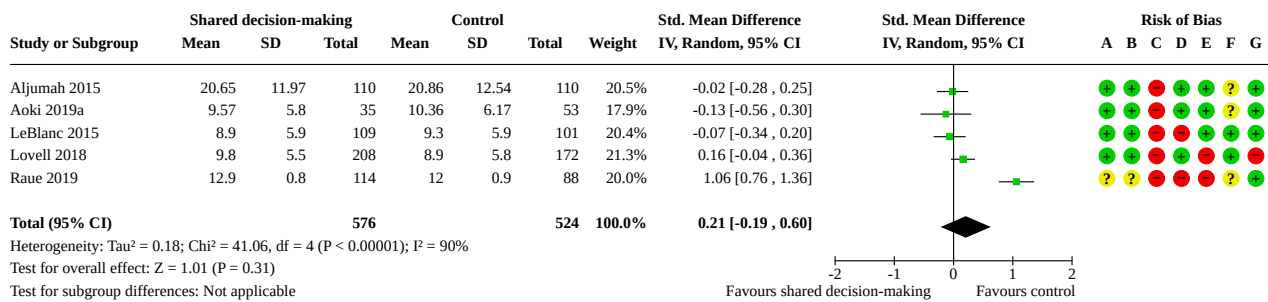 Shared decision-making Control Std. Mean Difference Std. Mean Difference Risk of Bias
Study or Subgroup Mean SD Total Mean SD Total Weight IV, Random, 95% CI IV, Random, 95% CI A B C D E F G
Aljumah 2015 20.65 11.97 110 20.86 12.54 110 20.5% -0.02 [-0.28 , 0.25] + + − + + ? +
Aoki 2019a 9.57 5.8 35 10.36 6.17 53 17.9% -0.13 [-0.56 , 0.30] + + − + + ? +
LeBlanc 2015 8.9 5.9 109 9.3 5.9 101 20.4% -0.07 [-0.34 , 0.20] + + − − + + +
Lovell 2018 9.8 5.5 208 8.9 5.8 172 21.3% 0.16 [-0.04 , 0.36] + + − + − + −
Raue 2019 12.9 0.8 114 12 0.9 88 20.0% 1.06 [0.76 , 1.36] ? ? − − − ? +
Total (95% CI) 576 524 100.0% 0.21 [-0.19 , 0.60]
Heterogeneity: Tau² = 0.18; Chi² = 41.06, df = 4 (P < 0.00001); I² = 90%
Test for overall effect: Z = 1.01 (P = 0.31) -2 -1 0 1 2
Test for subgroup differences: Not applicable Favours shared decision-making Favours control